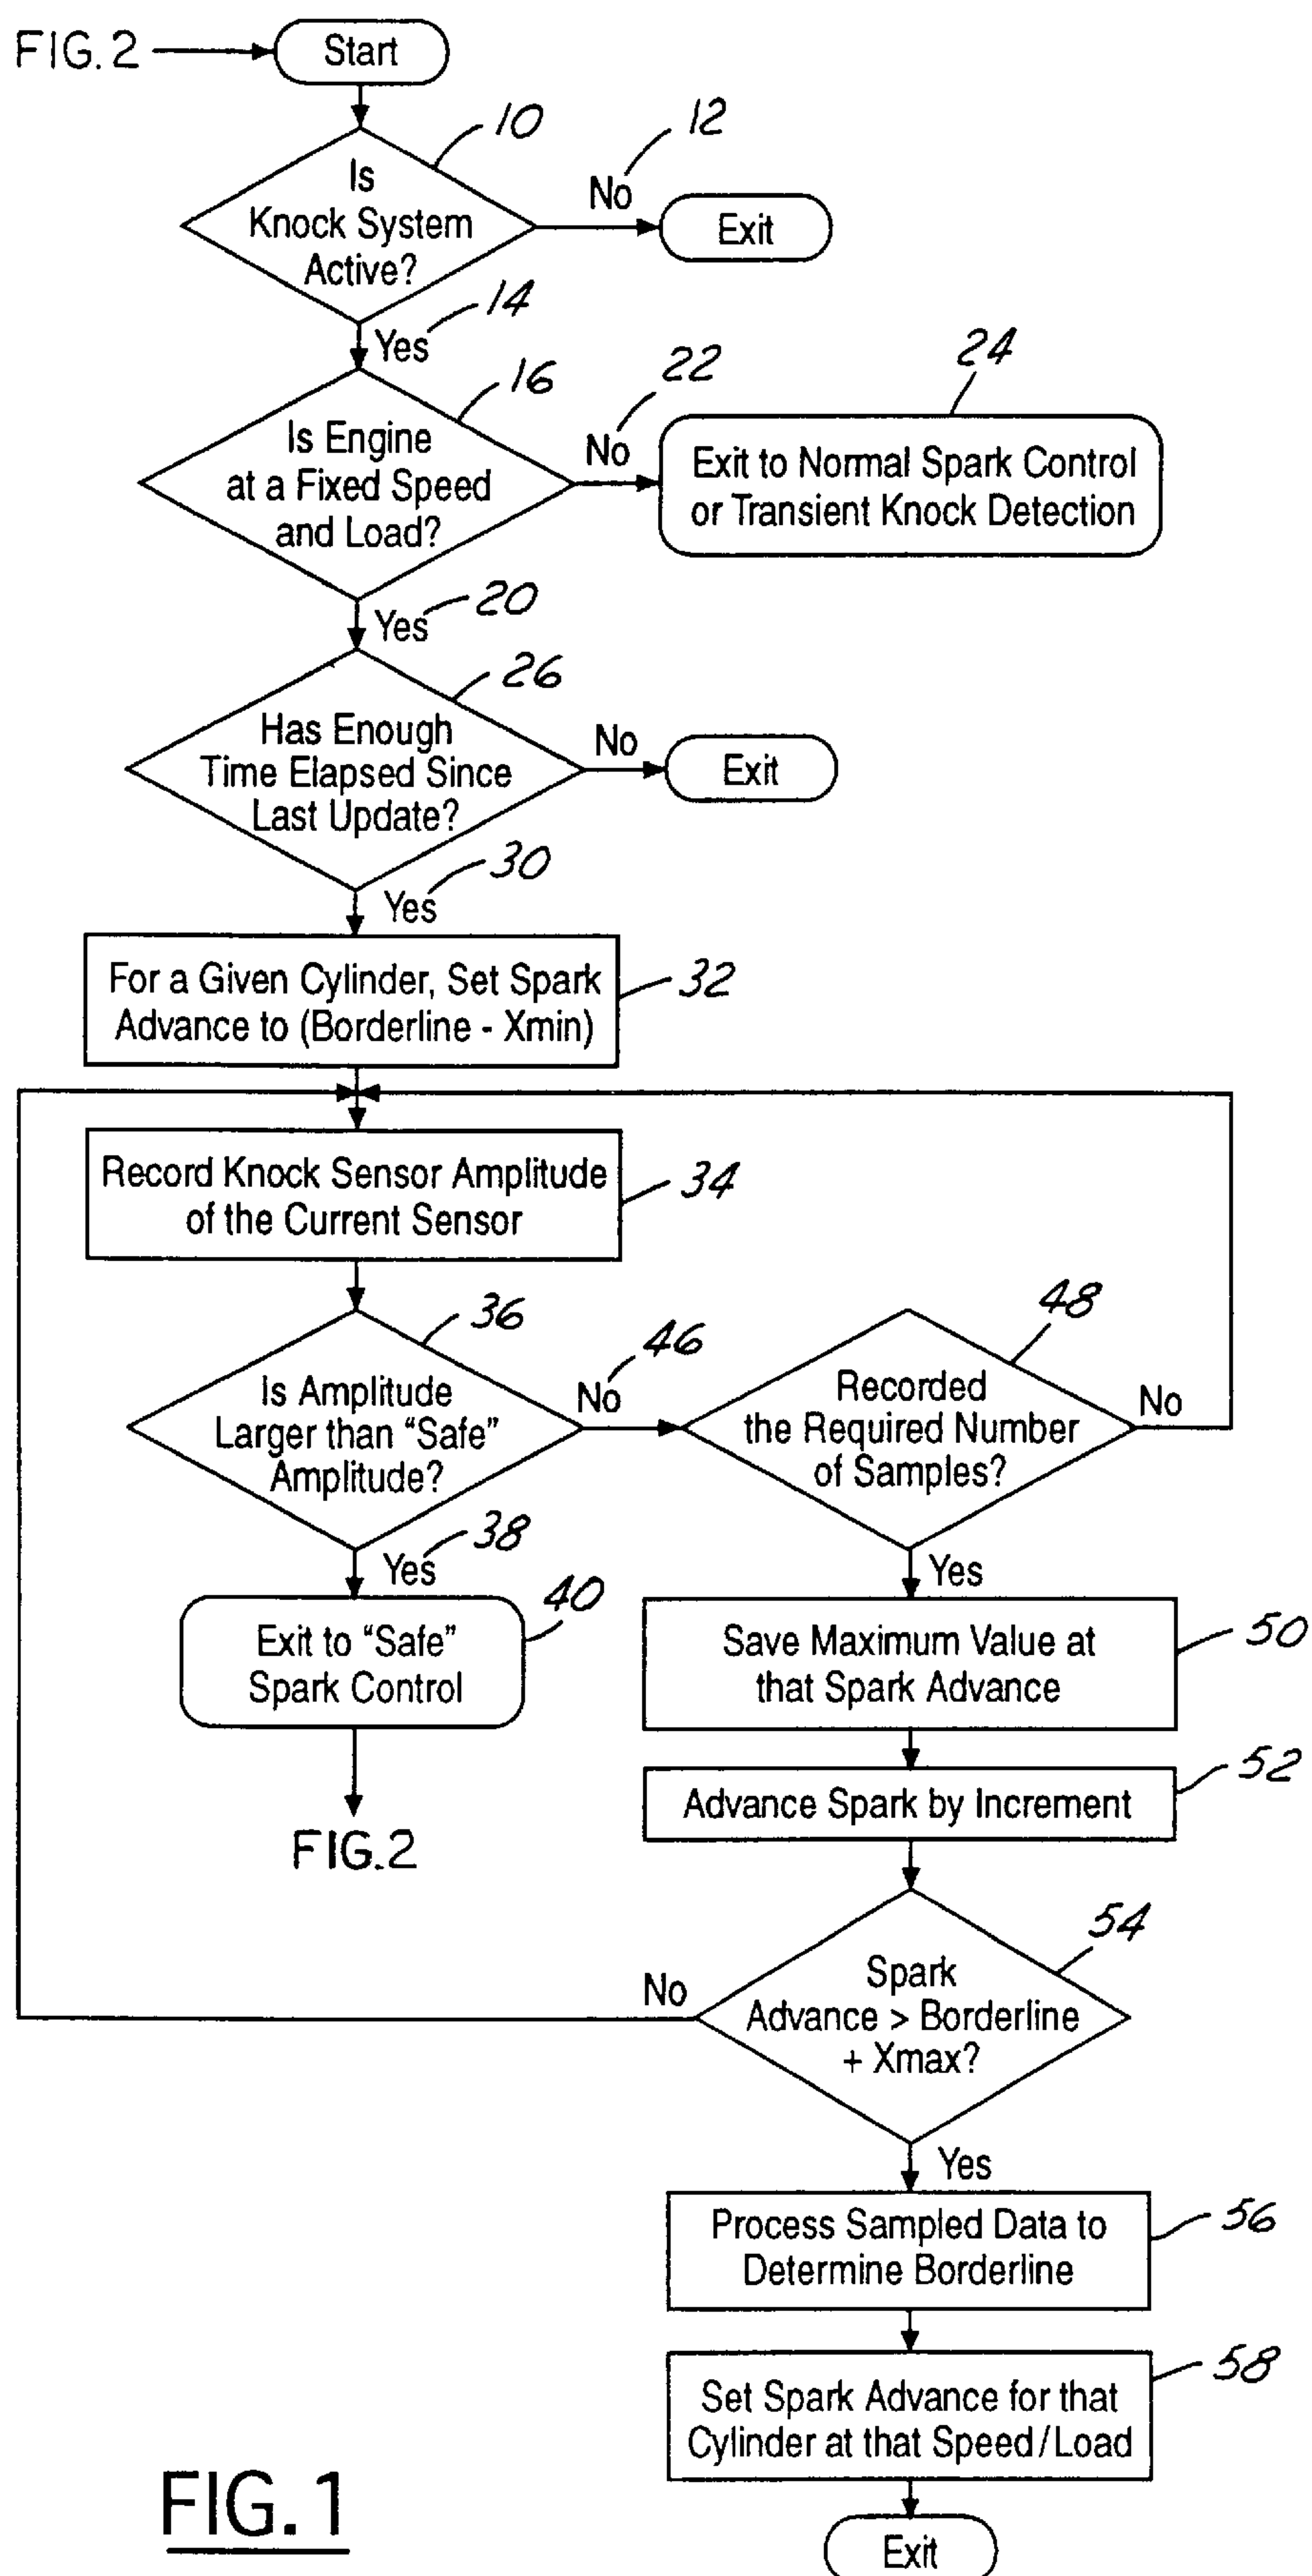 FIG. 2
Start
10
Is
Knock System
Active?
12
No
Exit
14
Yes
16
Is Engine
at a Fixed Speed
and Load?
22
No
24
Exit to Normal Spark Control
or Transient Knock Detection
20
Yes
26
Has Enough
Time Elapsed Since
Last Update?
No
Exit
30
Yes
For a Given Cylinder, Set Spark
Advance to (Borderline - Xmin)
32
Record Knock Sensor Amplitude
of the Current Sensor
34
36
Is Amplitude
Larger than “Safe”
Amplitude?
46
No
48
Recorded
the Required Number
of Samples?
No
38
Yes
40
Exit to “Safe”
Spark Control
FIG.2
Yes
Save Maximum Value at
that Spark Advance
50
Advance Spark by Increment
52
54
Spark
Advance > Borderline
+ Xmax?
No
Yes
Process Sampled Data to
Determine Borderline
56
Set Spark Advance for that
Cylinder at that Speed/Load
58
Exit
FIG. 1